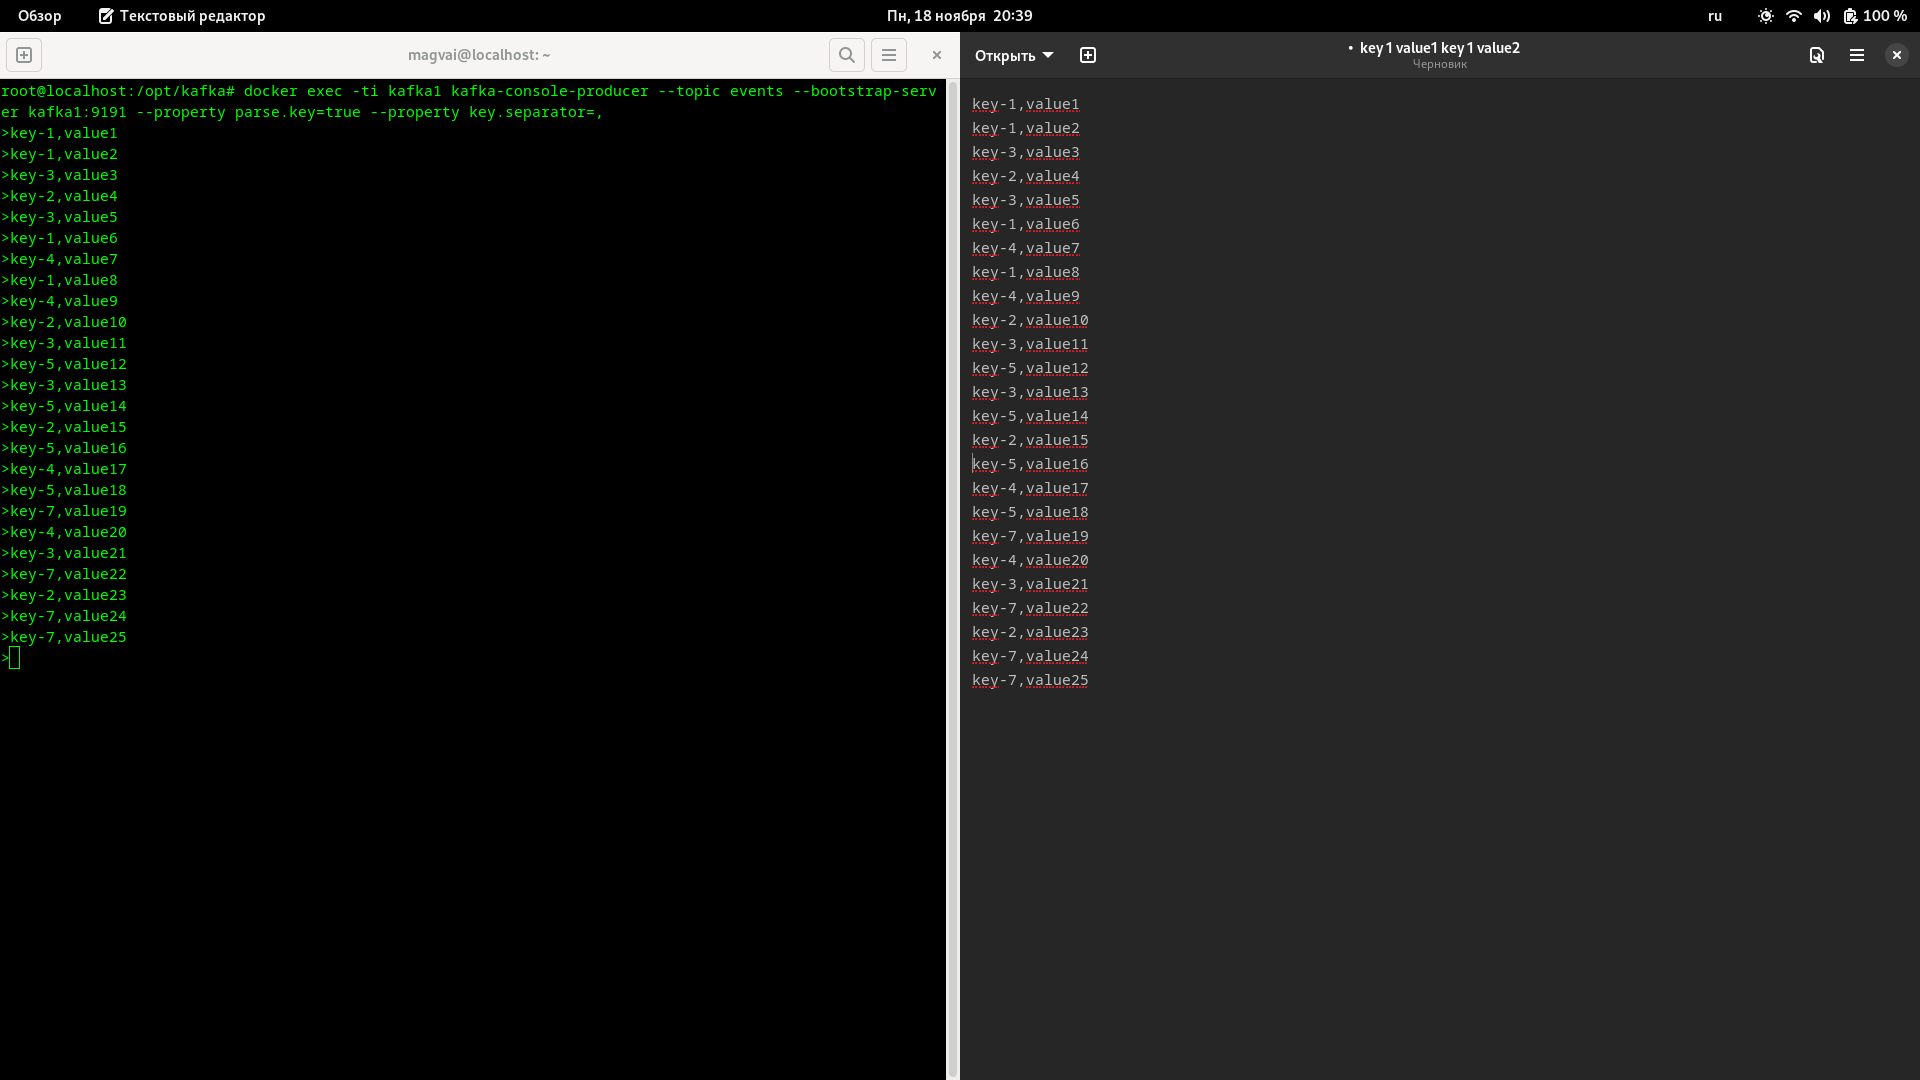 Обзор Текстовый редактор Пн, 18 ноября 20:39 ru 100 %
magvai@localhost: ~
root@localhost:/opt/kafka# docker exec -ti kafka1 kafka-console-producer --topic events --bootstrap-serv
er kafka1:9191 --property parse.key=true --property key.separator=,
>key-1,value1
>key-1,value2
>key-3,value3
>key-2,value4
>key-3,value5
>key-1,value6
>key-4,value7
>key-1,value8
>key-4,value9
>key-2,value10
>key-3,value11
>key-5,value12
>key-3,value13
>key-5,value14
>key-2,value15
>key-5,value16
>key-4,value17
>key-5,value18
>key-7,value19
>key-4,value20
>key-3,value21
>key-7,value22
>key-2,value23
>key-7,value24
>key-7,value25
>
Открыть
• key 1 value1 key 1 value2
Черновик
key-1,value1
key-1,value2
key-3,value3
key-2,value4
key-3,value5
key-1,value6
key-4,value7
key-1,value8
key-4,value9
key-2,value10
key-3,value11
key-5,value12
key-3,value13
key-5,value14
key-2,value15
key-5,value16
key-4,value17
key-5,value18
key-7,value19
key-4,value20
key-3,value21
key-7,value22
key-2,value23
key-7,value24
key-7,value25